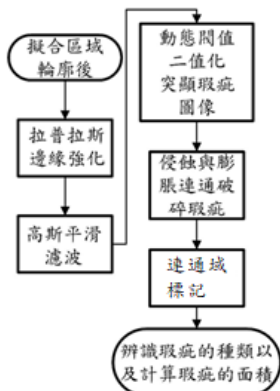 擬合區域
輪廓後
拉普拉斯
邊緣強化
高斯平滑
濾波
動態閥值
二值化
突顯瑕疵
圖像
侵蝕與膨
脹連通破
碎瑕疵
連通域
標記
辨識瑕疵的種類以
及計算瑕疵的面積